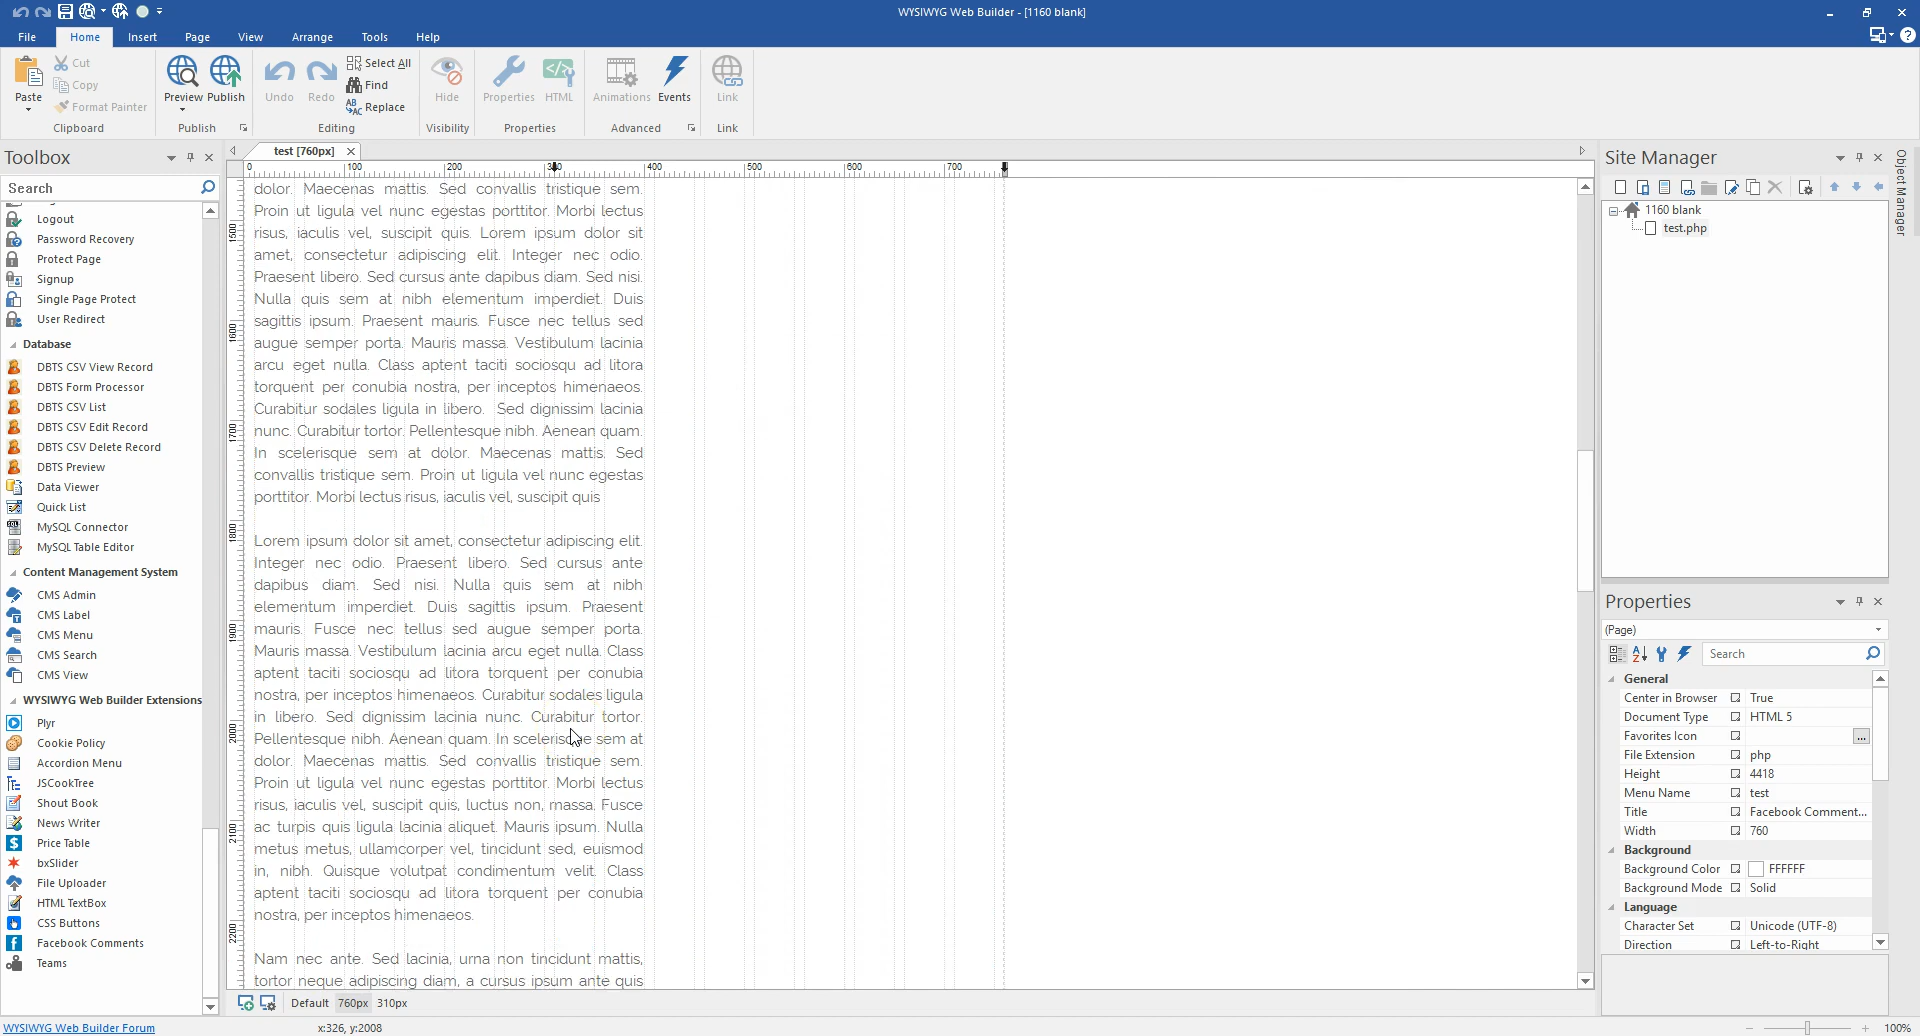 WYSIWYG Web Builder - [1160 blank]
File Home Insert Page View Arrange Tools Help
Paste
Cut
Copy
Format Painter
Clipboard
Preview Publish
Publish
Undo Redo
Select All
Find
Replace
Editing
Hide
Visibility
Properties HTML
Properties
Animations Events
Advanced
Link
Link
Toolbox
Search
Logout
Password Recovery
Protect Page
Signup
Single Page Protect
User Redirect
Database
DBTS CSV View Record
DBTS Form Processor
DBTS CSV List
DBTS CSV Edit Record
DBTS CSV Delete Record
DBTS Preview
Data Viewer
Quick List
MySQL Connector
MySQL Table Editor
Content Management System
CMS Admin
CMS Label
CMS Menu
CMS Search
CMS View
WYSIWYG Web Builder Extensions
Plyr
Cookie Policy
Accordion Menu
JSCookTree
Shout Book
News Writer
Price Table
bxSlider
File Uploader
HTML TextBox
CSS Buttons
Facebook Comments
Teams
test [760px]
0 100 200 400 500 600 700
1500
1600
1700
1800
1900
2000
2100
2200
dolor. Maecenas mattis. Sed convallis tristique sem.
Proin ut ligula vel nunc egestas porttitor. Morbi lectus
risus, iaculis vel, suscipit quis. Lorem ipsum dolor sit
amet, consectetur adipiscing elit. Integer nec odio.
Praesent libero. Sed cursus ante dapibus diam. Sed nisi.
Nulla quis sem at nibh elementum imperdiet. Duis
sagittis ipsum. Praesent mauris. Fusce nec tellus sed
augue semper porta. Mauris massa. Vestibulum lacinia
arcu eget nulla. Class aptent taciti sociosqu ad litora
torquent per conubia nostra, per inceptos himenaeos.
Curabitur sodales ligula in libero. Sed dignissim lacinia
nunc. Curabitur tortor. Pellentesque nibh. Aenean quam.
In scelerisque sem at dolor. Maecenas mattis. Sed
convallis tristique sem. Proin ut ligula vel nunc egestas
porttitor. Morbi lectus risus, iaculis vel, suscipit quis
Lorem ipsum dolor sit amet, consectetur adipiscing elit.
Integer nec odio. Praesent libero. Sed cursus ante
dapibus diam. Sed nisi. Nulla quis sem at nibh
elementum imperdiet. Duis sagittis ipsum. Praesent
mauris. Fusce nec tellus sed augue semper porta.
Mauris massa. Vestibulum lacinia arcu eget nulla. Class
aptent taciti sociosqu ad litora torquent per conubia
nostra, per inceptos himenaeos. Curabitur sodales ligula
in libero. Sed dignissim lacinia nunc. Curabitur tortor.
Pellentesque nibh. Aenean quam. In scelerisque sem at
dolor. Maecenas mattis. Sed convallis tristique sem.
Proin ut ligula vel nunc egestas porttitor. Morbi lectus
risus, iaculis vel, suscipit quis, luctus non, massa. Fusce
ac turpis quis ligula lacinia aliquet. Mauris ipsum. Nulla
metus metus, ullamcorper vel, tincidunt sed, euismod
in, nibh. Quisque volutpat condimentum velit. Class
aptent taciti sociosqu ad litora torquent per conubia
nostra, per inceptos himenaeos.
Nam nec ante. Sed lacinia, urna non tincidunt mattis,
tortor neque adipiscing diam, a cursus ipsum ante quis
Default 760px 310px
Site Manager
1160 blank
test.php
Object Manager
Properties
(Page)
Search
General
Center in Browser True
Document Type HTML 5
Favorites Icon ...
File Extension php
Height 4418
Menu Name test
Title Facebook Comment...
Width 760
Background
Background Color FFFFFF
Background Mode Solid
Language
Character Set Unicode (UTF-8)
Direction Left-to-Right
WYSIWYG Web Builder Forum
x:326, y:2008
100%